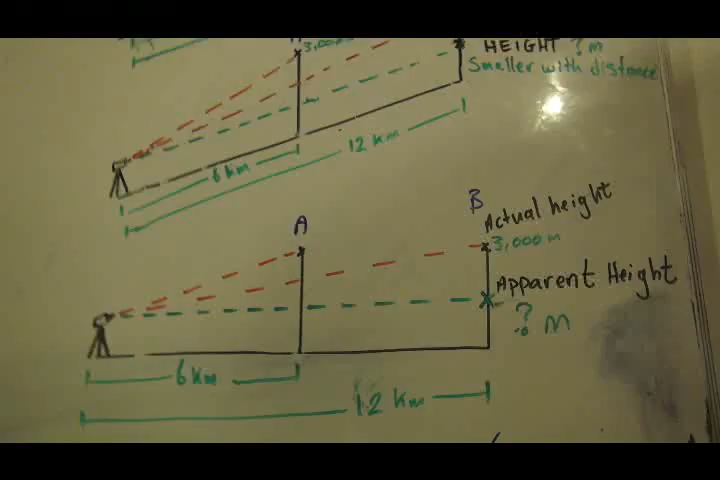 3,000m
HEIGHT ? m
Smaller with distance
6 km
12 km
A
B
Actual height
3,000 m
Apparent Height
? m
6 km
12 km